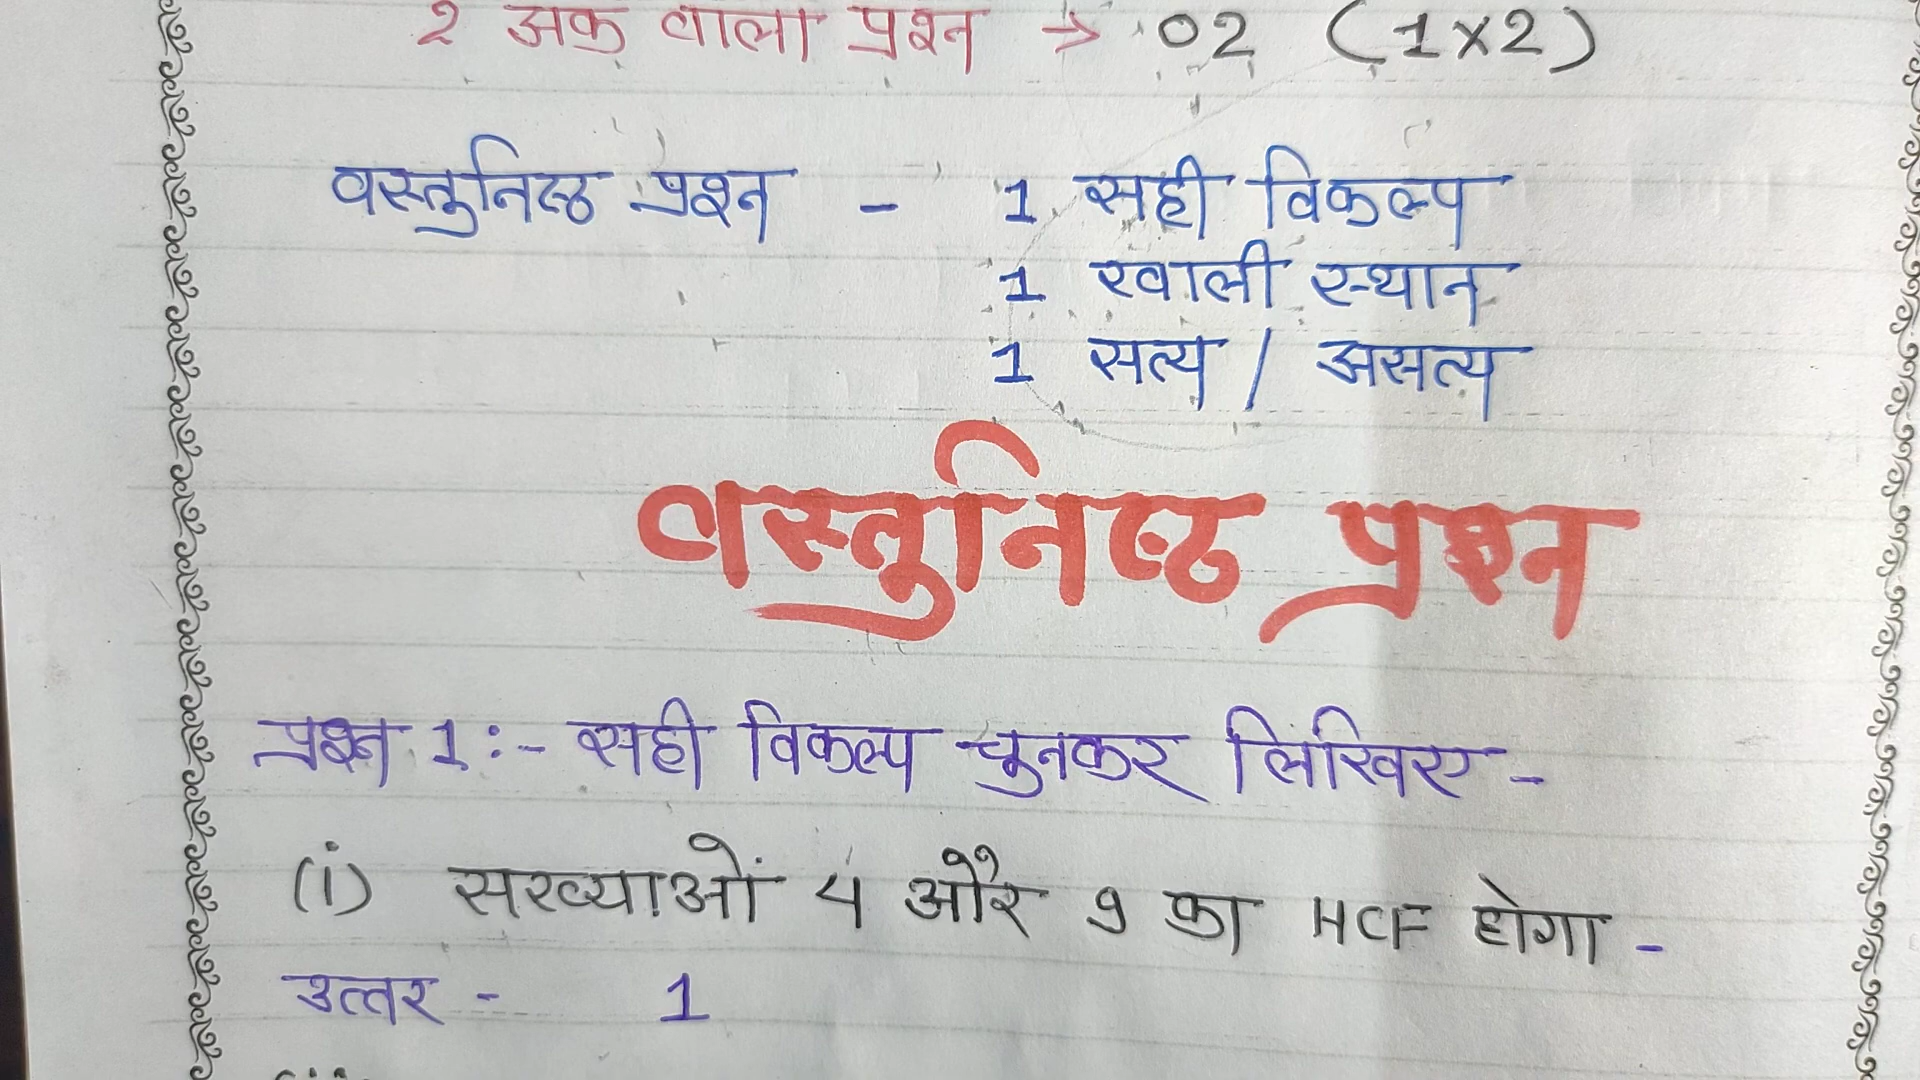 2 अंक वाला प्रश्न → 02 (1×2)
वस्तुनिष्ठ प्रश्न - 1 सही विकल्प
1 खाली स्थान
1 सत्य / असत्य
वस्तुनिष्ठ प्रश्न
प्रश्न 1:- सही विकल्प चुनकर लिखिए -
(i) सख्याओं 4 और 9 का HCF होगा -
उत्तर - 1